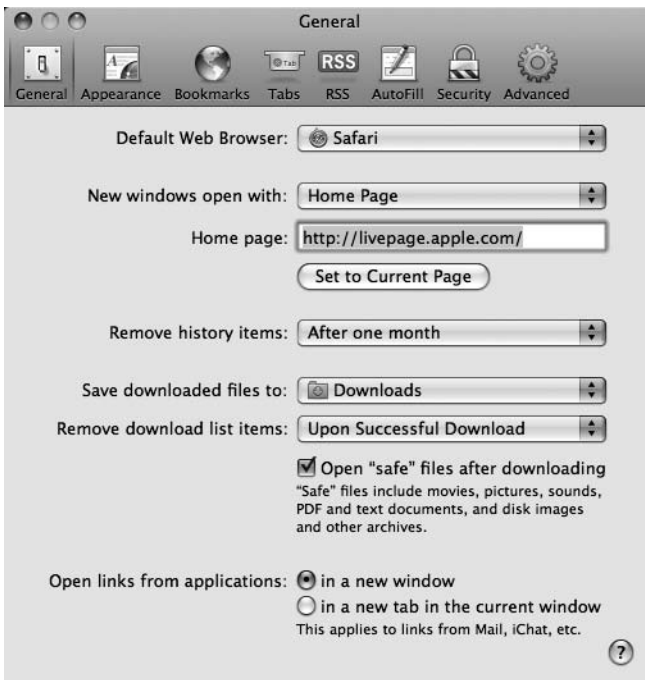 General
Tab
RSS
General Appearance Bookmarks Tabs RSS AutoFill Security Advanced
Default Web Browser: Safari
New windows open with: Home Page
Home page: http://livepage.apple.com/
Set to Current Page
Remove history items: After one month
Save downloaded files to: Downloads
Remove download list items: Upon Successful Download
Open “safe” files after downloading
“Safe” files include movies, pictures, sounds,
PDF and text documents, and disk images
and other archives.
Open links from applications: in a new window
in a new tab in the current window
This applies to links from Mail, iChat, etc.
?